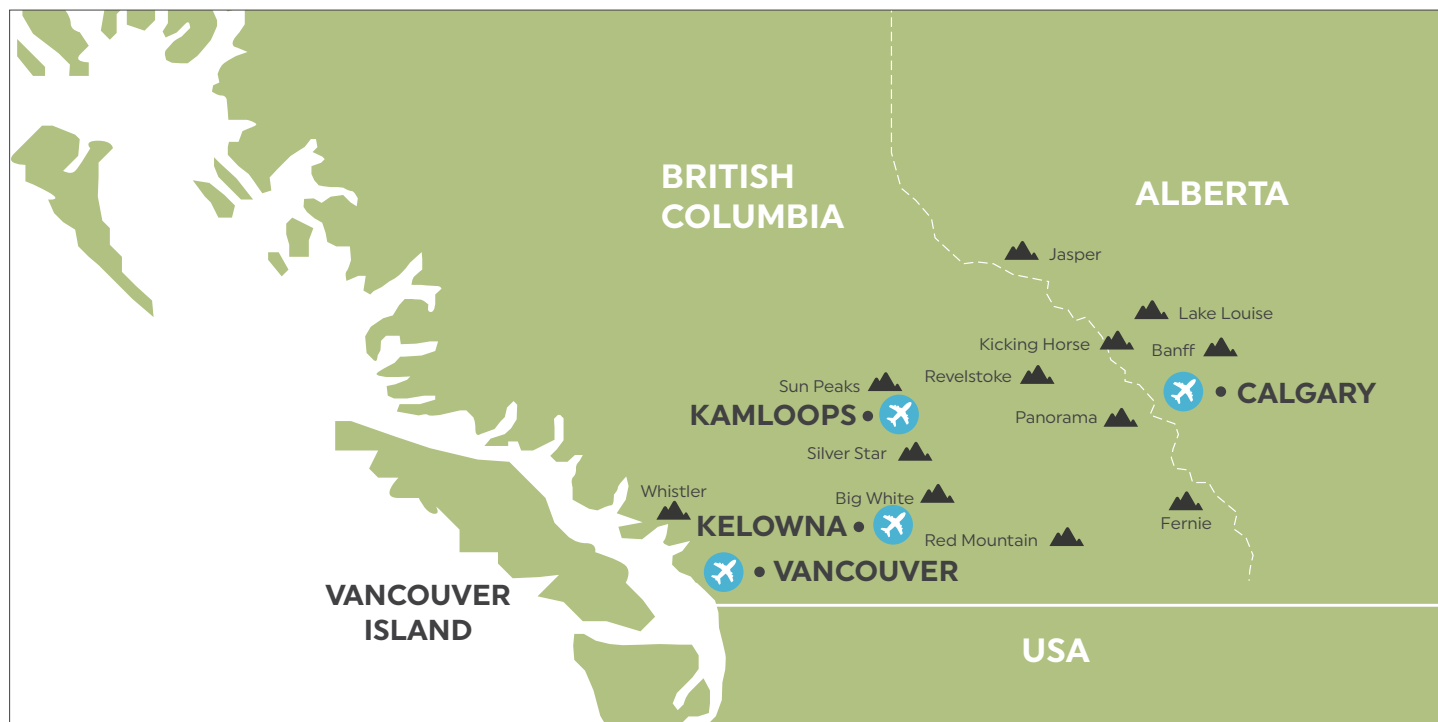 BRITISH
COLUMBIA
ALBERTA
Jasper
Lake Louise
Kicking Horse
Banff
Sun Peaks
Revelstoke
KAMLOOPS
CALGARY
Panorama
Silver Star
Whistler
Big White
KELOWNA
Red Mountain
Fernie
VANCOUVER
VANCOUVER
ISLAND
USA